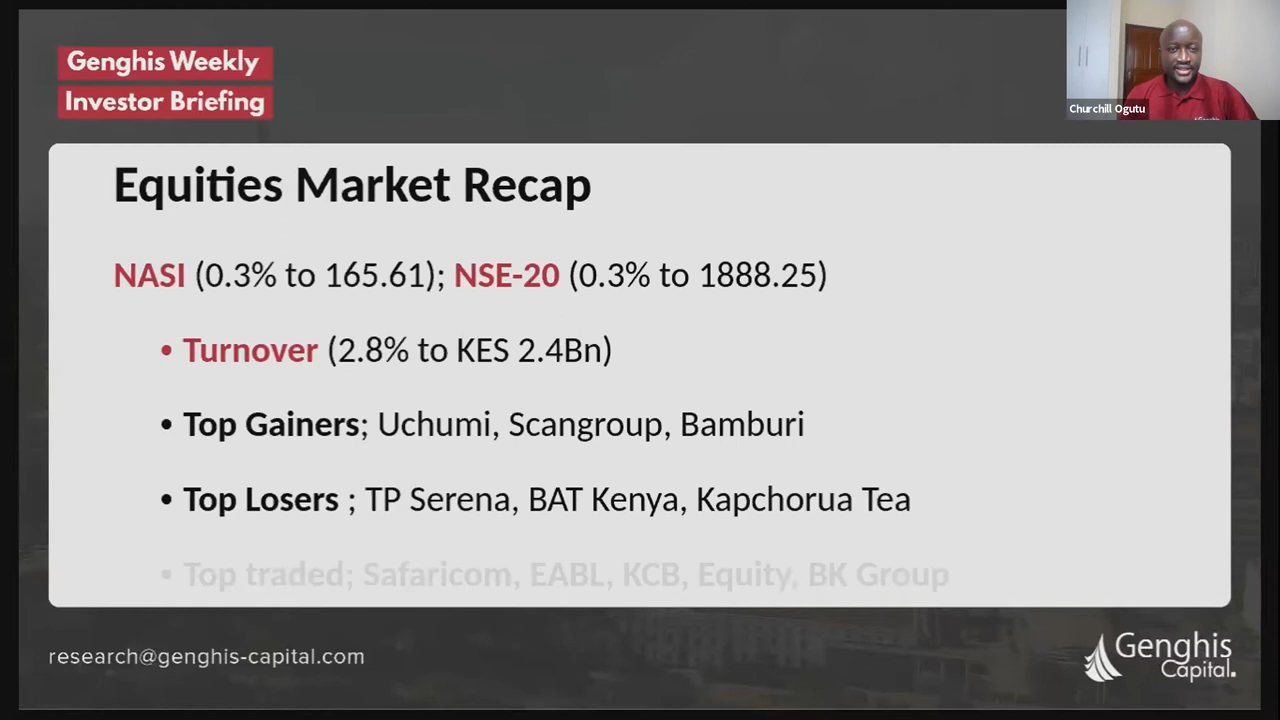 Genghis Weekly
Investor Briefing
Churchill Ogutu
Equities Market Recap
NASI (0.3% to 165.61); NSE-20 (0.3% to 1888.25)
• Turnover (2.8% to KES 2.4Bn)
• Top Gainers; Uchumi, Scangroup, Bamburi
• Top Losers ; TP Serena, BAT Kenya, Kapchorua Tea
• Top traded; Safaricom, EABL, KCB, Equity, BK Group
research@genghis-capital.com
Genghis
Capital.